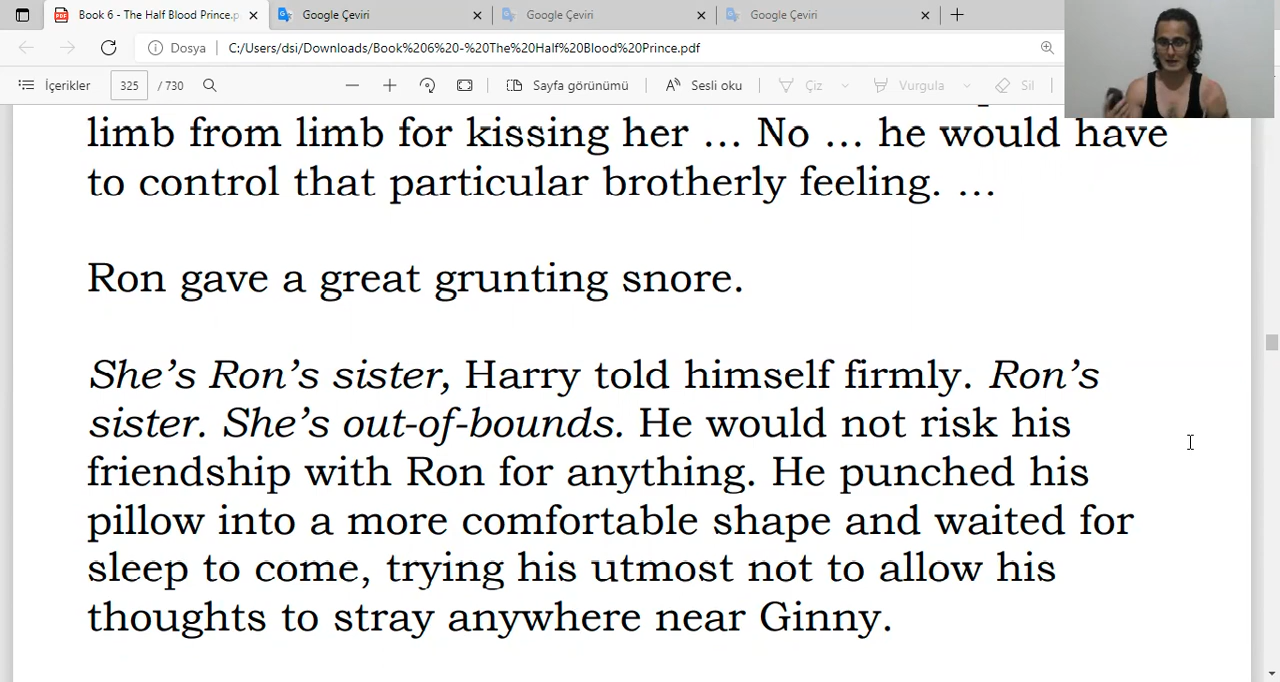 Book 6 - The Half Blood Prince.p
Google Çeviri
Google Çeviri
Google Çeviri
Dosya
C:/Users/dsi/Downloads/Book%206%20-%20The%20Half%20Blood%20Prince.pdf
İçerikler
325
/ 730
Sayfa görünümü
Sesli oku
Çiz
Vurgula
Sil
limb from limb for kissing her … No … he would have
to control that particular brotherly feeling. …
Ron gave a great grunting snore.
She’s Ron’s sister, Harry told himself firmly. Ron’s
sister. She’s out-of-bounds. He would not risk his
friendship with Ron for anything. He punched his
pillow into a more comfortable shape and waited for
sleep to come, trying his utmost not to allow his
thoughts to stray anywhere near Ginny.